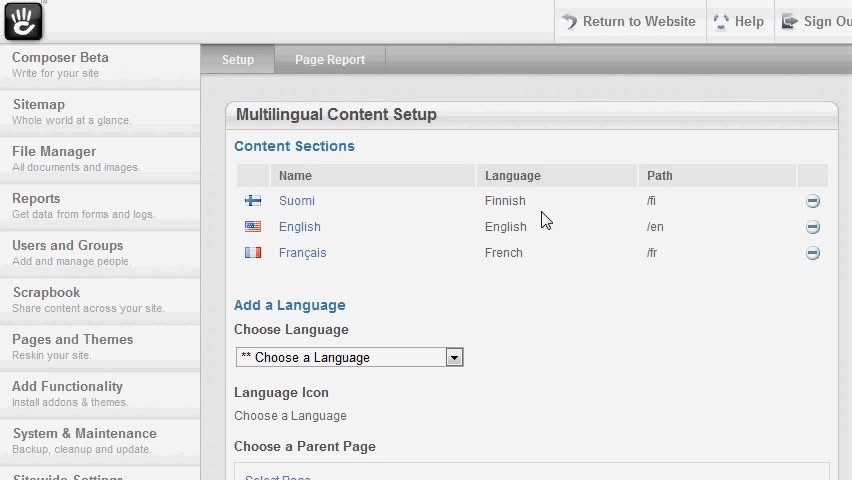 Return to Website
Help
Sign Ou
Composer Beta
Write for your site
Sitemap
Whole world at a glance.
File Manager
All documents and images.
Reports
Get data from forms and logs.
Users and Groups
Add and manage people.
Scrapbook
Share content across your site.
Pages and Themes
Reskin your site.
Add Functionality
Install addons & themes.
System & Maintenance
Backup, cleanup and update.
Sitewide Settings
Setup
Page Report
Multilingual Content Setup
Content Sections
Name Language Path
Suomi Finnish /fi
English English /en
Français French /fr
Add a Language
Choose Language
** Choose a Language
Language Icon
Choose a Language
Choose a Parent Page
Select Page